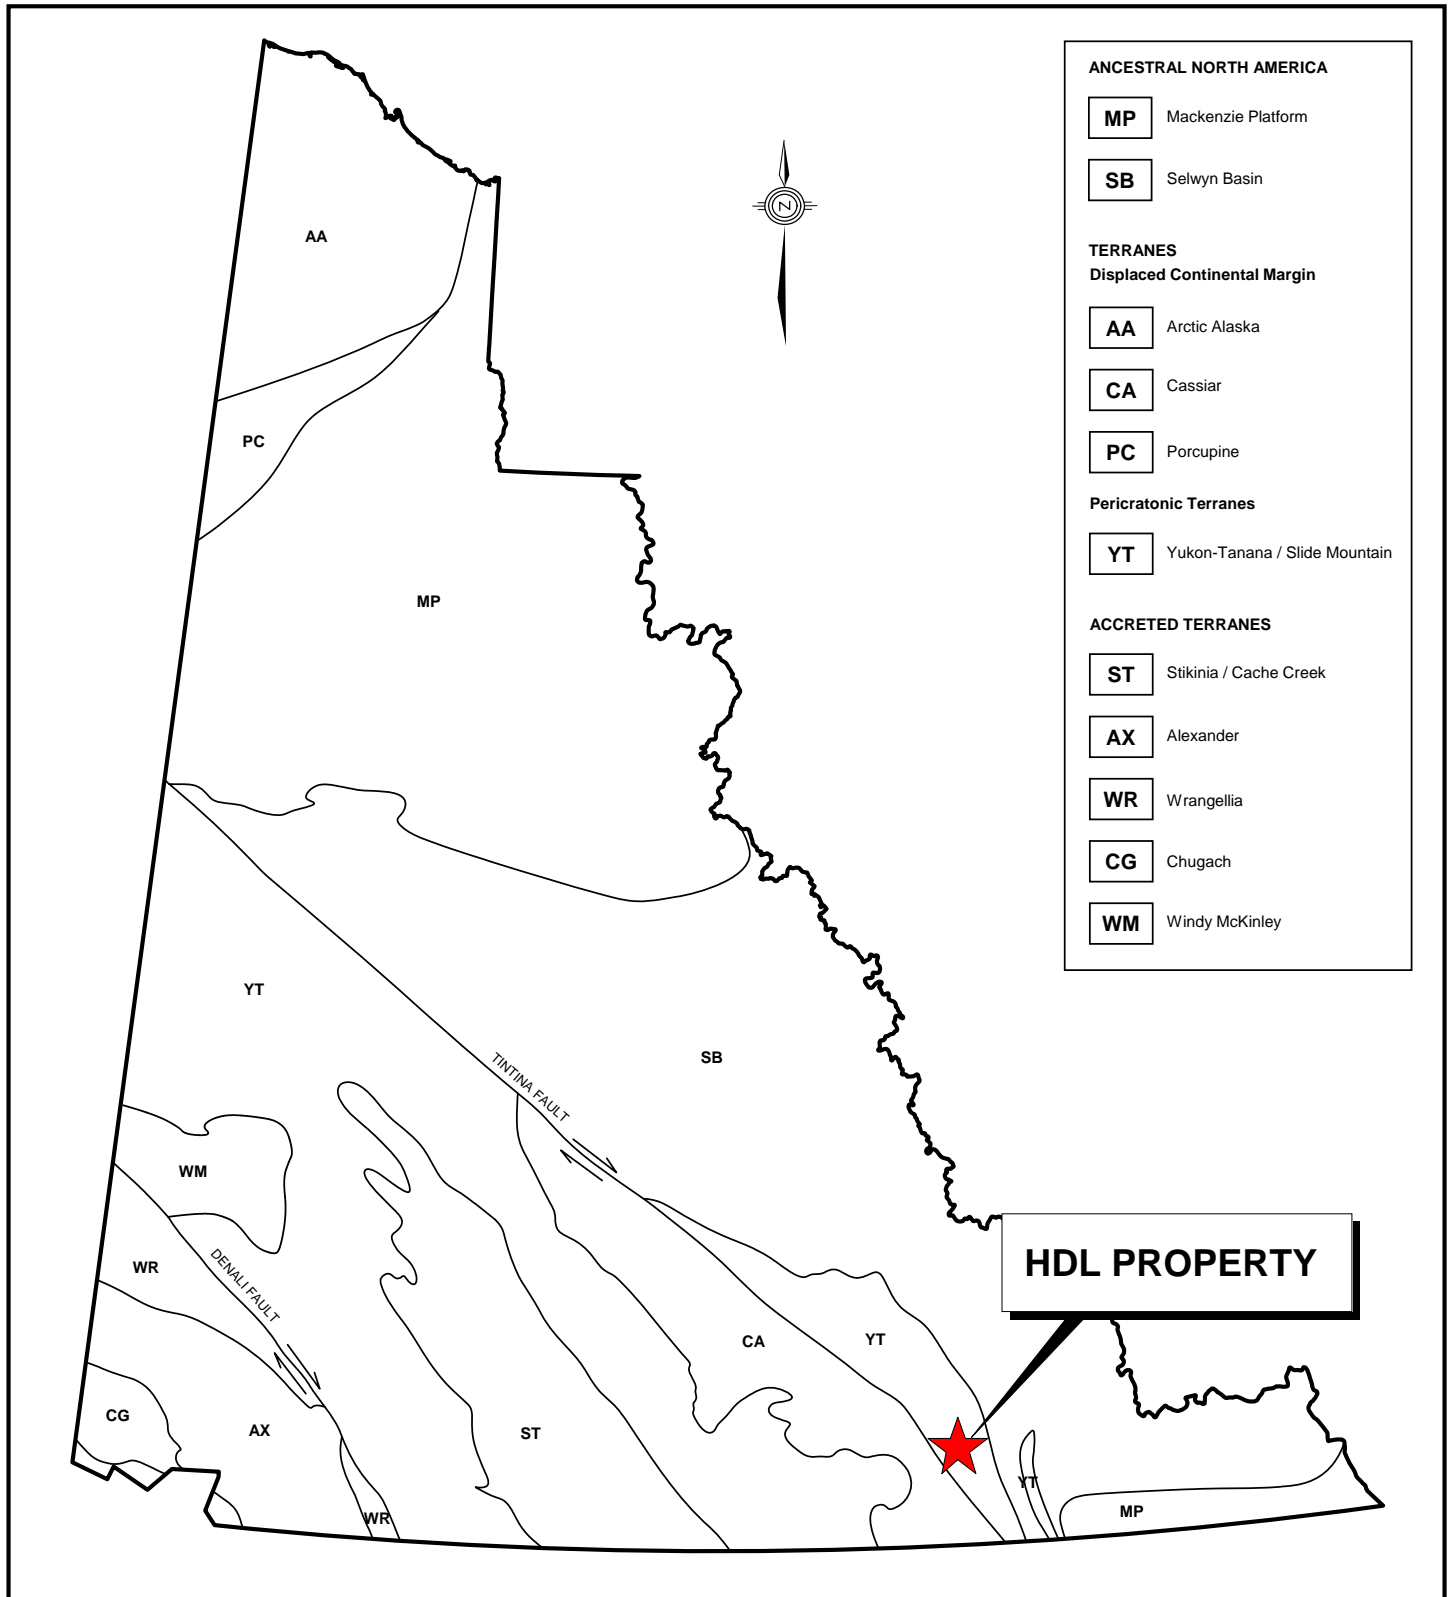 ANCESTRAL NORTH AMERICA
MP Mackenzie Platform
SB Selwyn Basin
TERRANES
Displaced Continental Margin
AA Arctic Alaska
CA Cassiar
PC Porcupine
Pericratonic Terranes
YT Yukon-Tanana / Slide Mountain
ACCRETED TERRANES
ST Stikinia / Cache Creek
AX Alexander
WR Wrangellia
CG Chugach
WM Windy McKinley
N
AA
PC
MP
YT
SB
TINTINA FAULT
WM
WR
DENALI FAULT
HDL PROPERTY
CA
YT
CG
AX
ST
YT
MP
WR